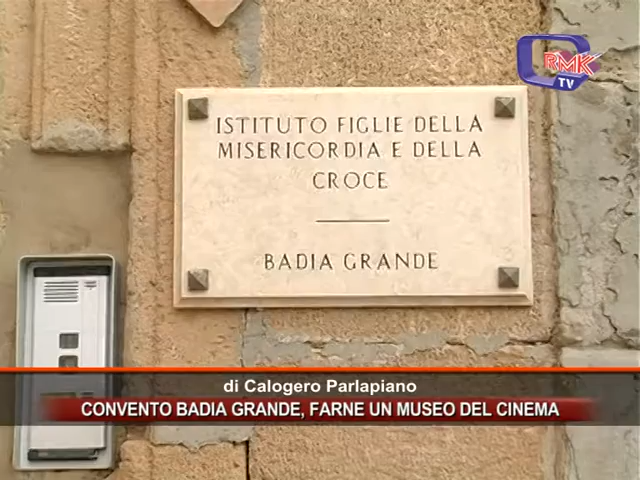 RMK
TV
ISTITUTO FIGLIE DELLA
MISERICORDIA E DELLA
CROCE
BADIA GRANDE
di Calogero Parlapiano
CONVENTO BADIA GRANDE, FARNE UN MUSEO DEL CINEMA